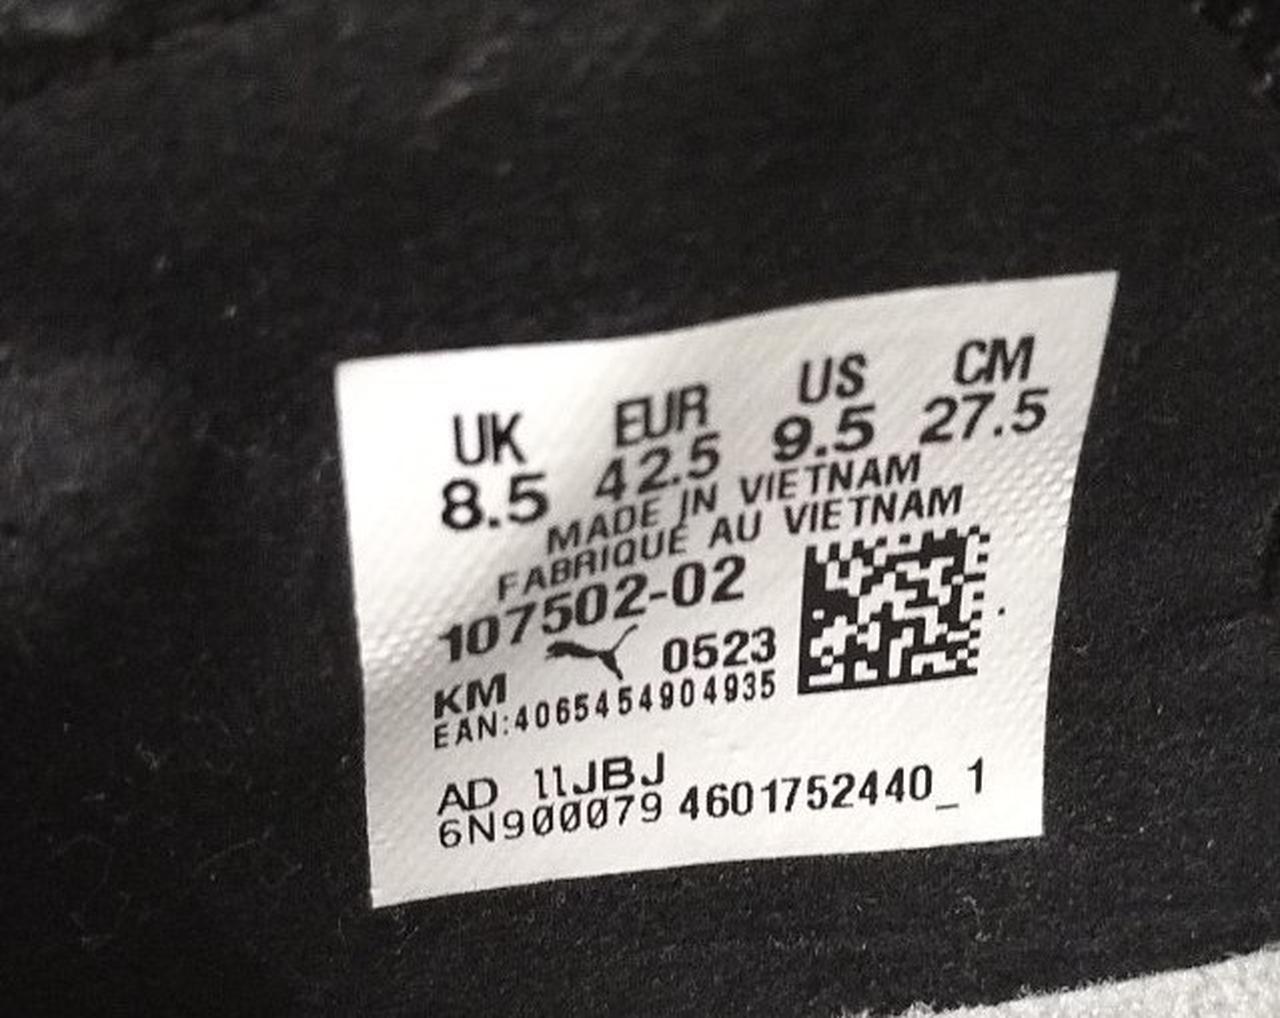 UK EUR US CM
8.5 42.5 9.5 27.5
MADE IN VIETNAM
FABRIQUÉ AU VIETNAM
107502-02
0523
KM
EAN:4065454904935
AD 11JBJ
6N900079 4601752440_1